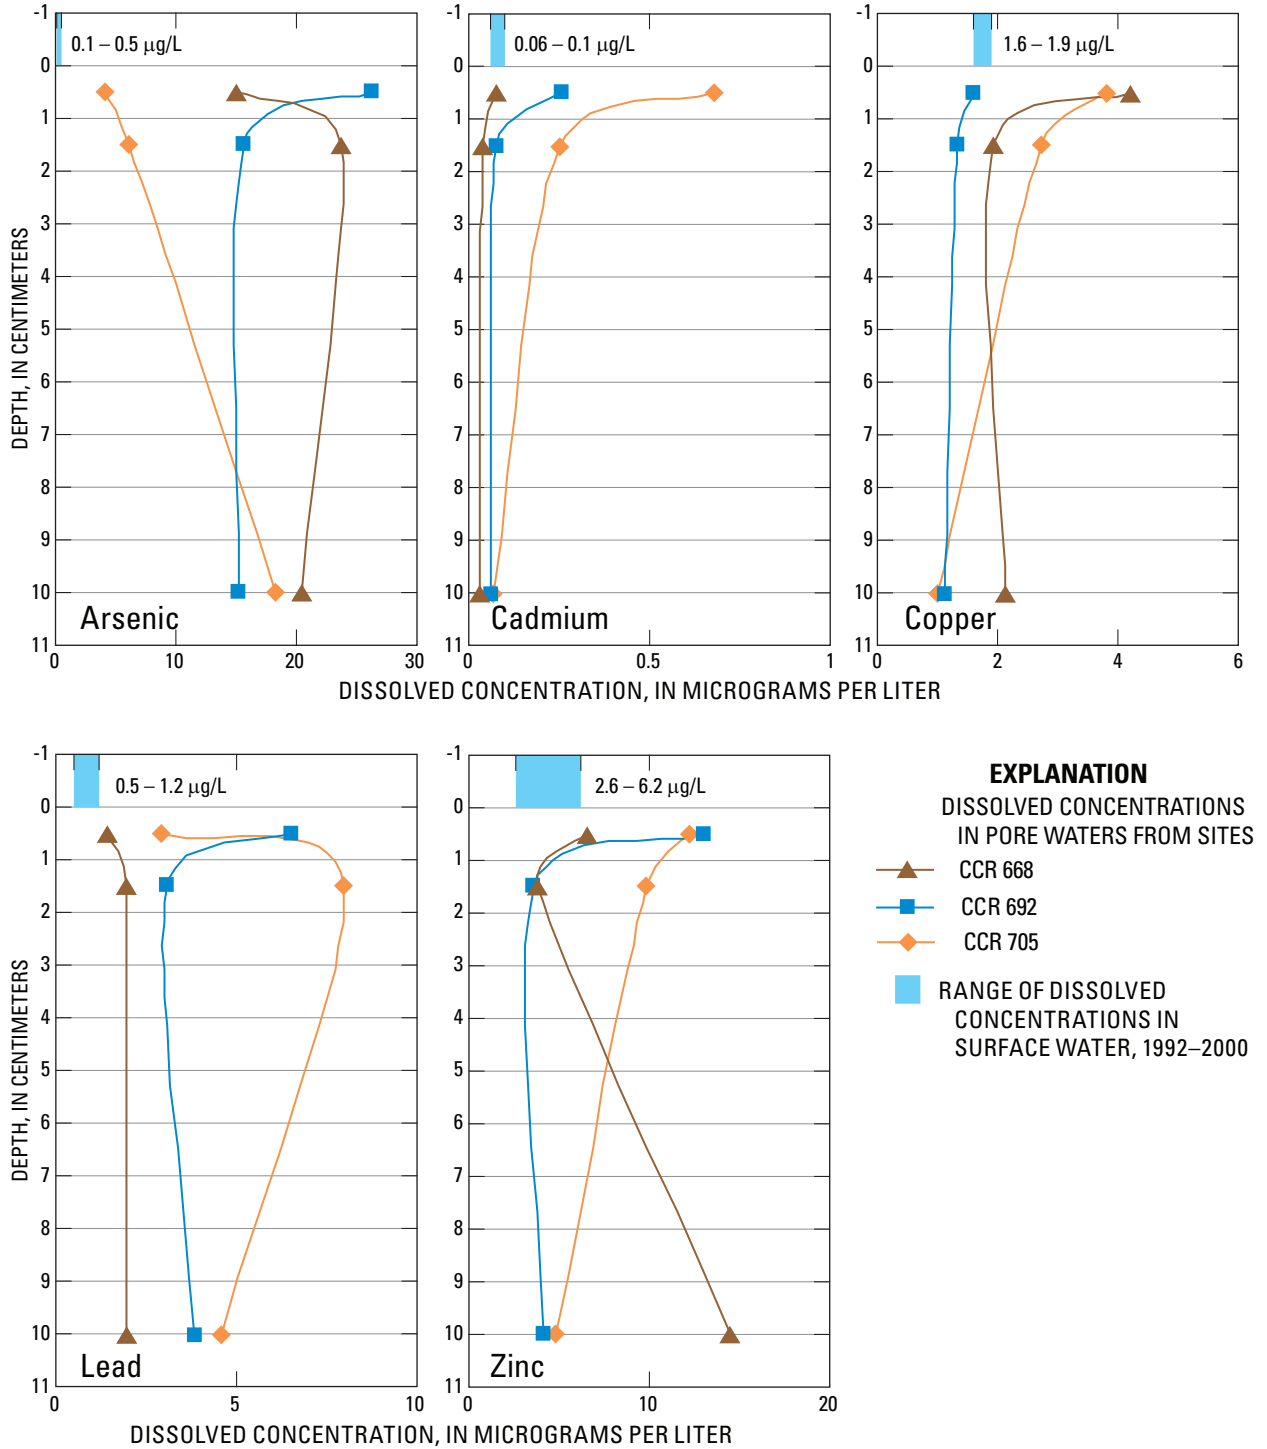 -1
0
1
2
3
4
5
6
7
8
9
10
11
0.1 – 0.5 µg/L
Arsenic
0 10 20 30
-1
0
1
2
3
4
5
6
7
8
9
10
11
0.06 – 0.1 µg/L
Cadmium
0 0.5 1
-1
0
1
2
3
4
5
6
7
8
9
10
11
1.6 – 1.9 µg/L
Copper
0 2 4 6
DEPTH, IN CENTIMETERS
DISSOLVED CONCENTRATION, IN MICROGRAMS PER LITER
-1
0
1
2
3
4
5
6
7
8
9
10
11
0.5 – 1.2 µg/L
Lead
0 5 10
-1
0
1
2
3
4
5
6
7
8
9
10
11
2.6 – 6.2 µg/L
Zinc
0 10 20
DEPTH, IN CENTIMETERS
DISSOLVED CONCENTRATION, IN MICROGRAMS PER LITER
EXPLANATION
DISSOLVED CONCENTRATIONS
IN PORE WATERS FROM SITES
CCR 668
CCR 692
CCR 705
RANGE OF DISSOLVED
CONCENTRATIONS IN
SURFACE WATER, 1992–2000